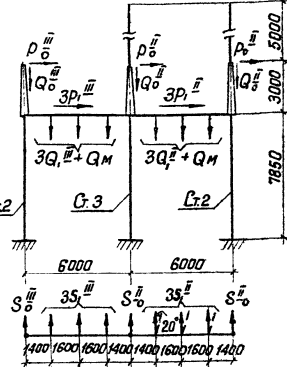 5000
P₀ᴵᴵᴵ P₀ᴵᴵ P₀ᴵᴵ
Q₀ᴵᴵᴵ Q₀ᴵᴵ Q₀ᴵᴵ
3P₁ᴵᴵᴵ 3P₁ᴵᴵ
3000
3Q₁ᴵᴵᴵ + Qм 3Q₁ᴵᴵ + Qм
7850
т.2 Ст.3 Ст.2
6000 6000
S₀ᴵᴵᴵ 3S₁ᴵᴵᴵ S₀ᴵᴵ 3S₁ᴵᴵ S₀ᴵᴵ
20°
1400 1600 1600 1400 1400 1600 1600 1400